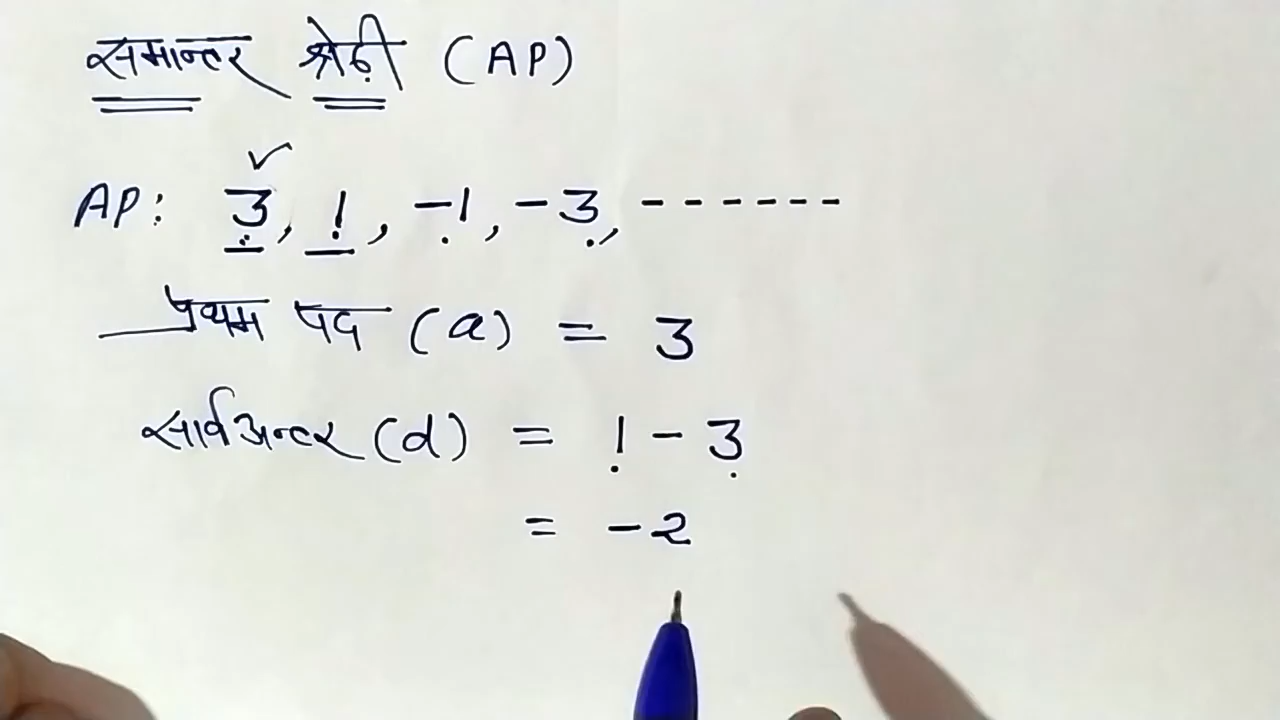 समान्तर श्रेढ़ी (AP)
AP: 3, 1, -1, -3, ------
प्रथम पद (a) = 3
सार्वअन्तर (d) = 1 - 3
= -2